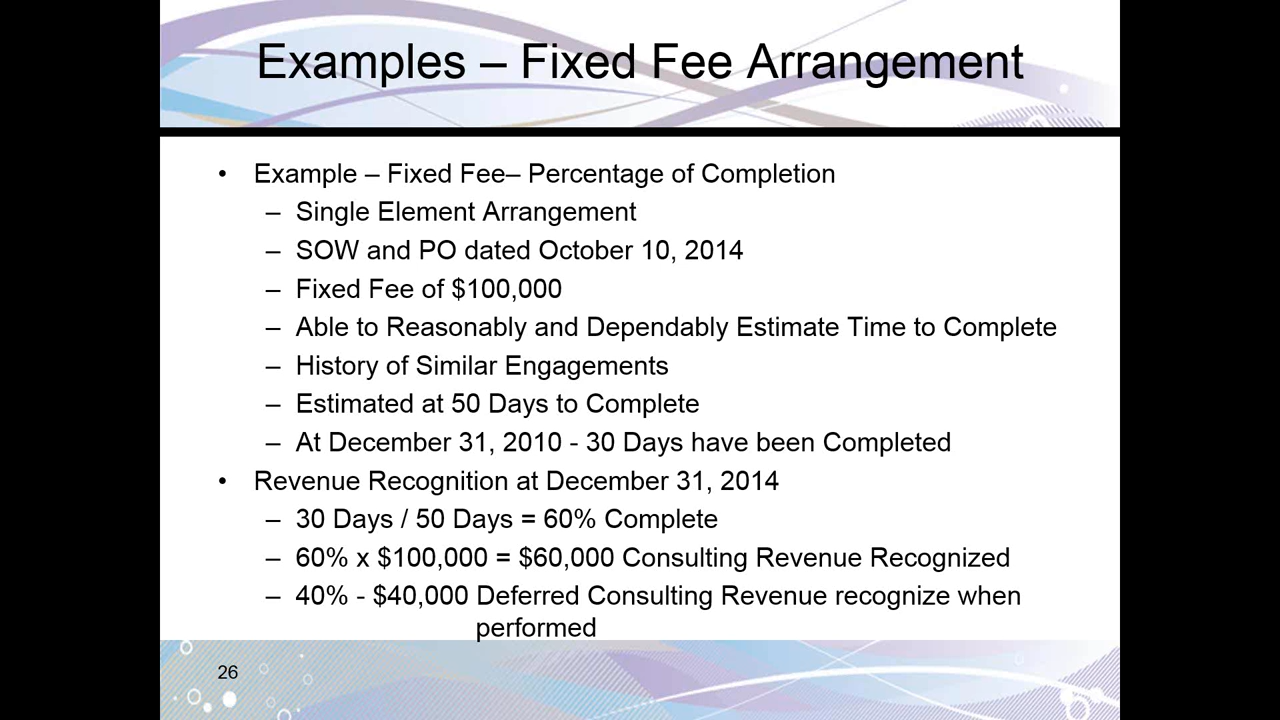 Examples – Fixed Fee Arrangement
• Example – Fixed Fee– Percentage of Completion
– Single Element Arrangement
– SOW and PO dated October 10, 2014
– Fixed Fee of $100,000
– Able to Reasonably and Dependably Estimate Time to Complete
– History of Similar Engagements
– Estimated at 50 Days to Complete
– At December 31, 2010 - 30 Days have been Completed
• Revenue Recognition at December 31, 2014
– 30 Days / 50 Days = 60% Complete
– 60% x $100,000 = $60,000 Consulting Revenue Recognized
– 40% - $40,000 Deferred Consulting Revenue recognize when
performed
26